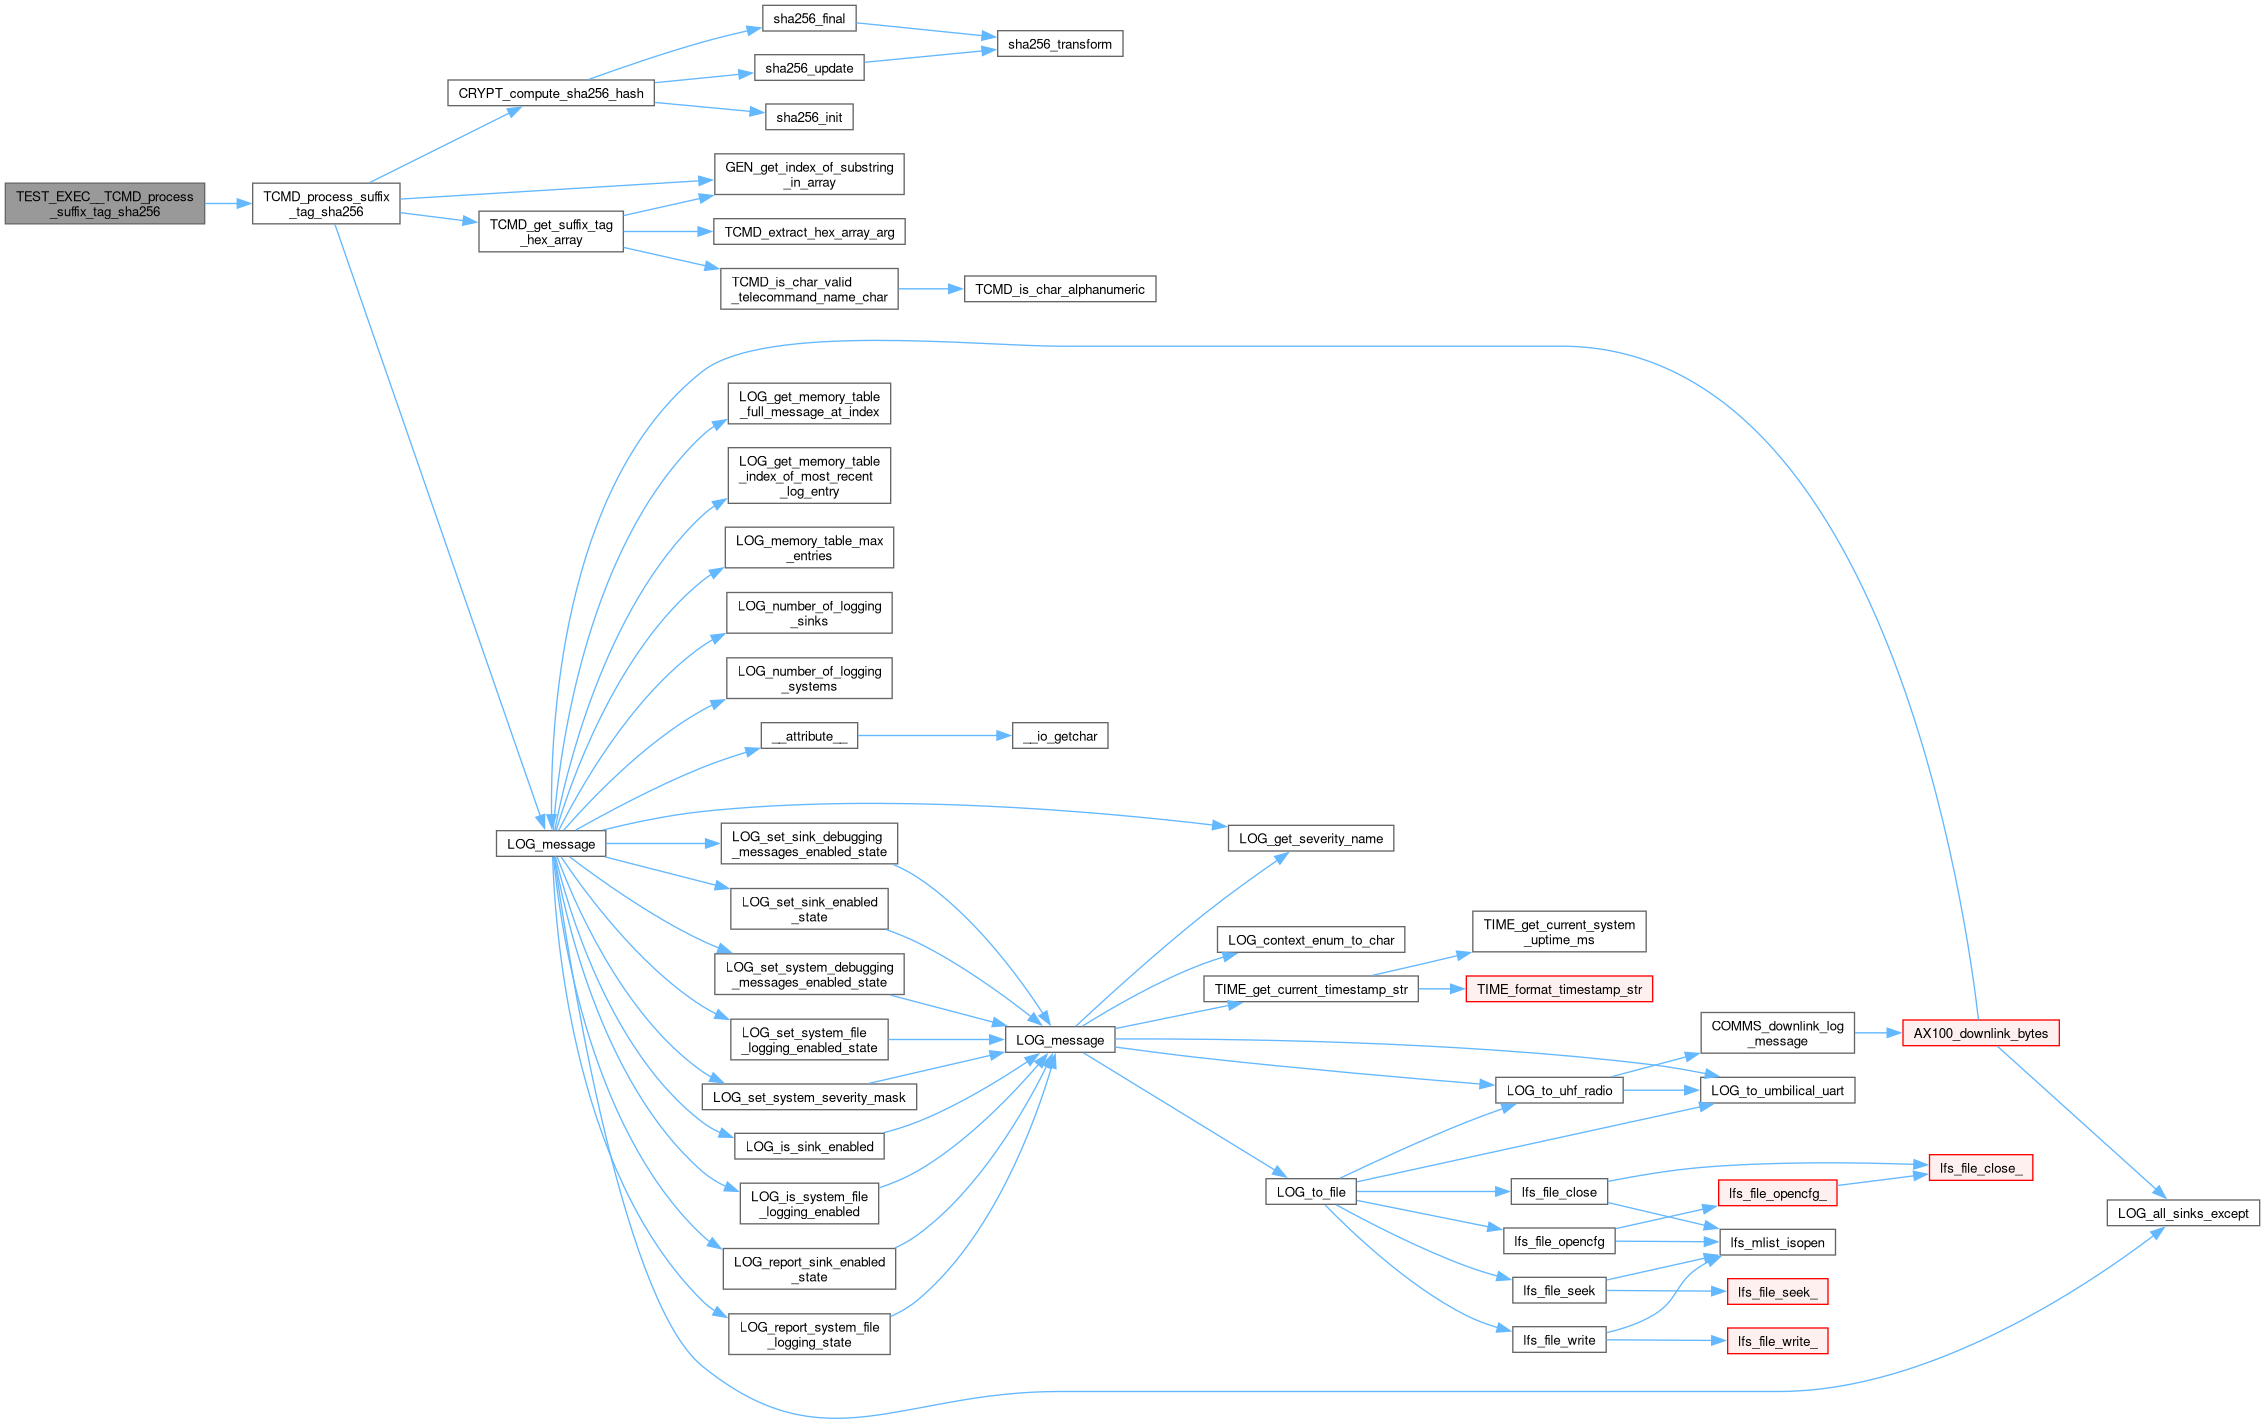 TEST_EXEC__TCMD_process
_suffix_tag_sha256
TCMD_process_suffix
_tag_sha256
CRYPT_compute_sha256_hash
sha256_final
sha256_update
sha256_init
sha256_transform
GEN_get_index_of_substring
_in_array
TCMD_get_suffix_tag
_hex_array
TCMD_extract_hex_array_arg
TCMD_is_char_valid
_telecommand_name_char
TCMD_is_char_alphanumeric
LOG_message
LOG_get_memory_table
_full_message_at_index
LOG_get_memory_table
_index_of_most_recent
_log_entry
LOG_memory_table_max
_entries
LOG_number_of_logging
_sinks
LOG_number_of_logging
_systems
__attribute__
__io_getchar
LOG_set_sink_debugging
_messages_enabled_state
LOG_set_sink_enabled
_state
LOG_set_system_debugging
_messages_enabled_state
LOG_set_system_file
_logging_enabled_state
LOG_set_system_severity_mask
LOG_is_sink_enabled
LOG_is_system_file
_logging_enabled
LOG_report_sink_enabled
_state
LOG_report_system_file
_logging_state
LOG_message
LOG_get_severity_name
LOG_context_enum_to_char
TIME_get_current_timestamp_str
TIME_get_current_system
_uptime_ms
TIME_format_timestamp_str
LOG_to_uhf_radio
COMMS_downlink_log
_message
AX100_downlink_bytes
LOG_to_umbilical_uart
LOG_to_file
lfs_file_close
lfs_file_opencfg
lfs_file_seek
lfs_file_write
lfs_file_opencfg_
lfs_mlist_isopen
lfs_file_seek_
lfs_file_write_
lfs_file_close_
LOG_all_sinks_except